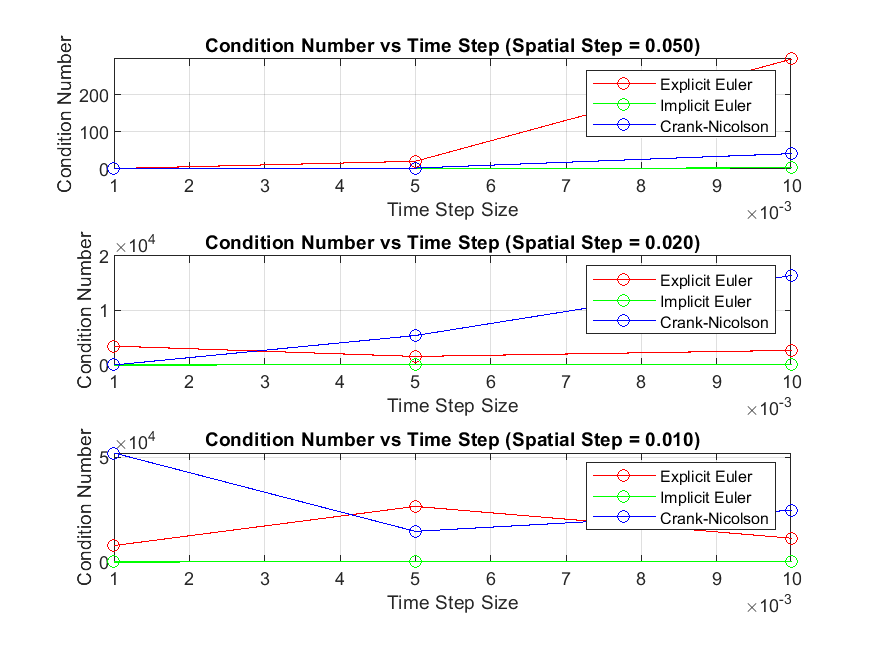 Condition Number vs Time Step (Spatial Step = 0.050)
Condition Number
200
100
0
Explicit Euler
Implicit Euler
Crank-Nicolson
1 2 3 4 5 6 7 8 9 10
Time Step Size
×10⁻³
Condition Number vs Time Step (Spatial Step = 0.020)
×10⁴
Condition Number
2
1
0
Explicit Euler
Implicit Euler
Crank-Nicolson
1 2 3 4 5 6 7 8 9 10
Time Step Size
×10⁻³
Condition Number vs Time Step (Spatial Step = 0.010)
×10⁴
Condition Number
5
0
Explicit Euler
Implicit Euler
Crank-Nicolson
1 2 3 4 5 6 7 8 9 10
Time Step Size
×10⁻³